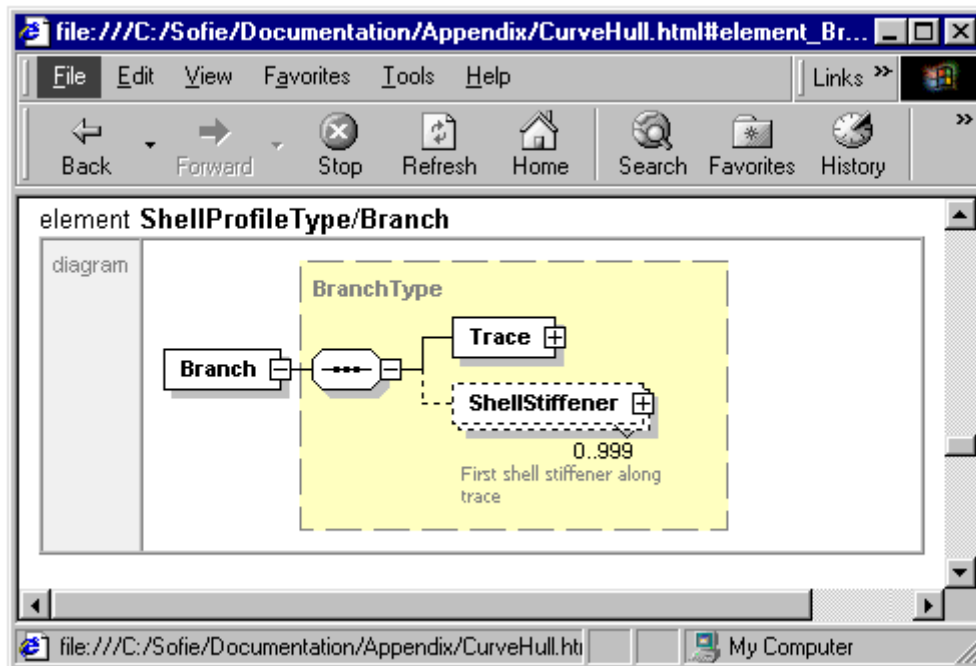 file:///C:/Sofie/Documentation/Appendix/CurveHull.html#element_Br...
File Edit View Favorites Tools Help Links »
Back Forward Stop Refresh Home Search Favorites History »
element ShellProfileType/Branch
diagram
BranchType
Trace
Branch
ShellStiffener
0..999
First shell stiffener along
trace
file:///C:/Sofie/Documentation/Appendix/CurveHull.htm My Computer